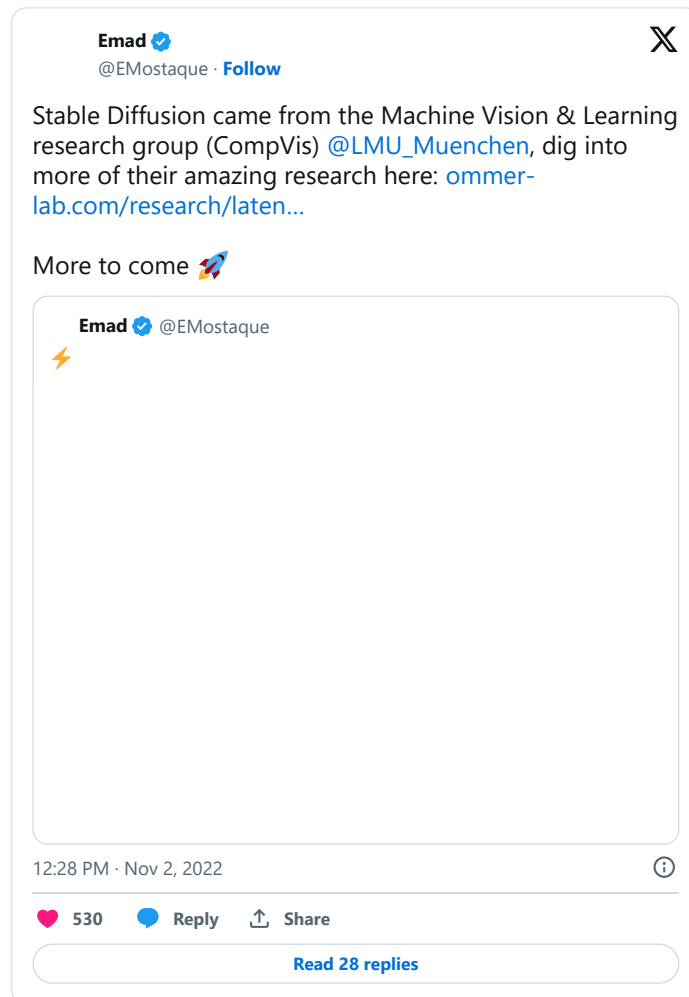 Emad
@EMostaque · Follow
Stable Diffusion came from the Machine Vision & Learning
research group (CompVis) @LMU_Muenchen, dig into
more of their amazing research here: ommer-
lab.com/research/laten…
More to come 🚀
Emad @EMostaque
⚡
12:28 PM · Nov 2, 2022
530 Reply Share
Read 28 replies